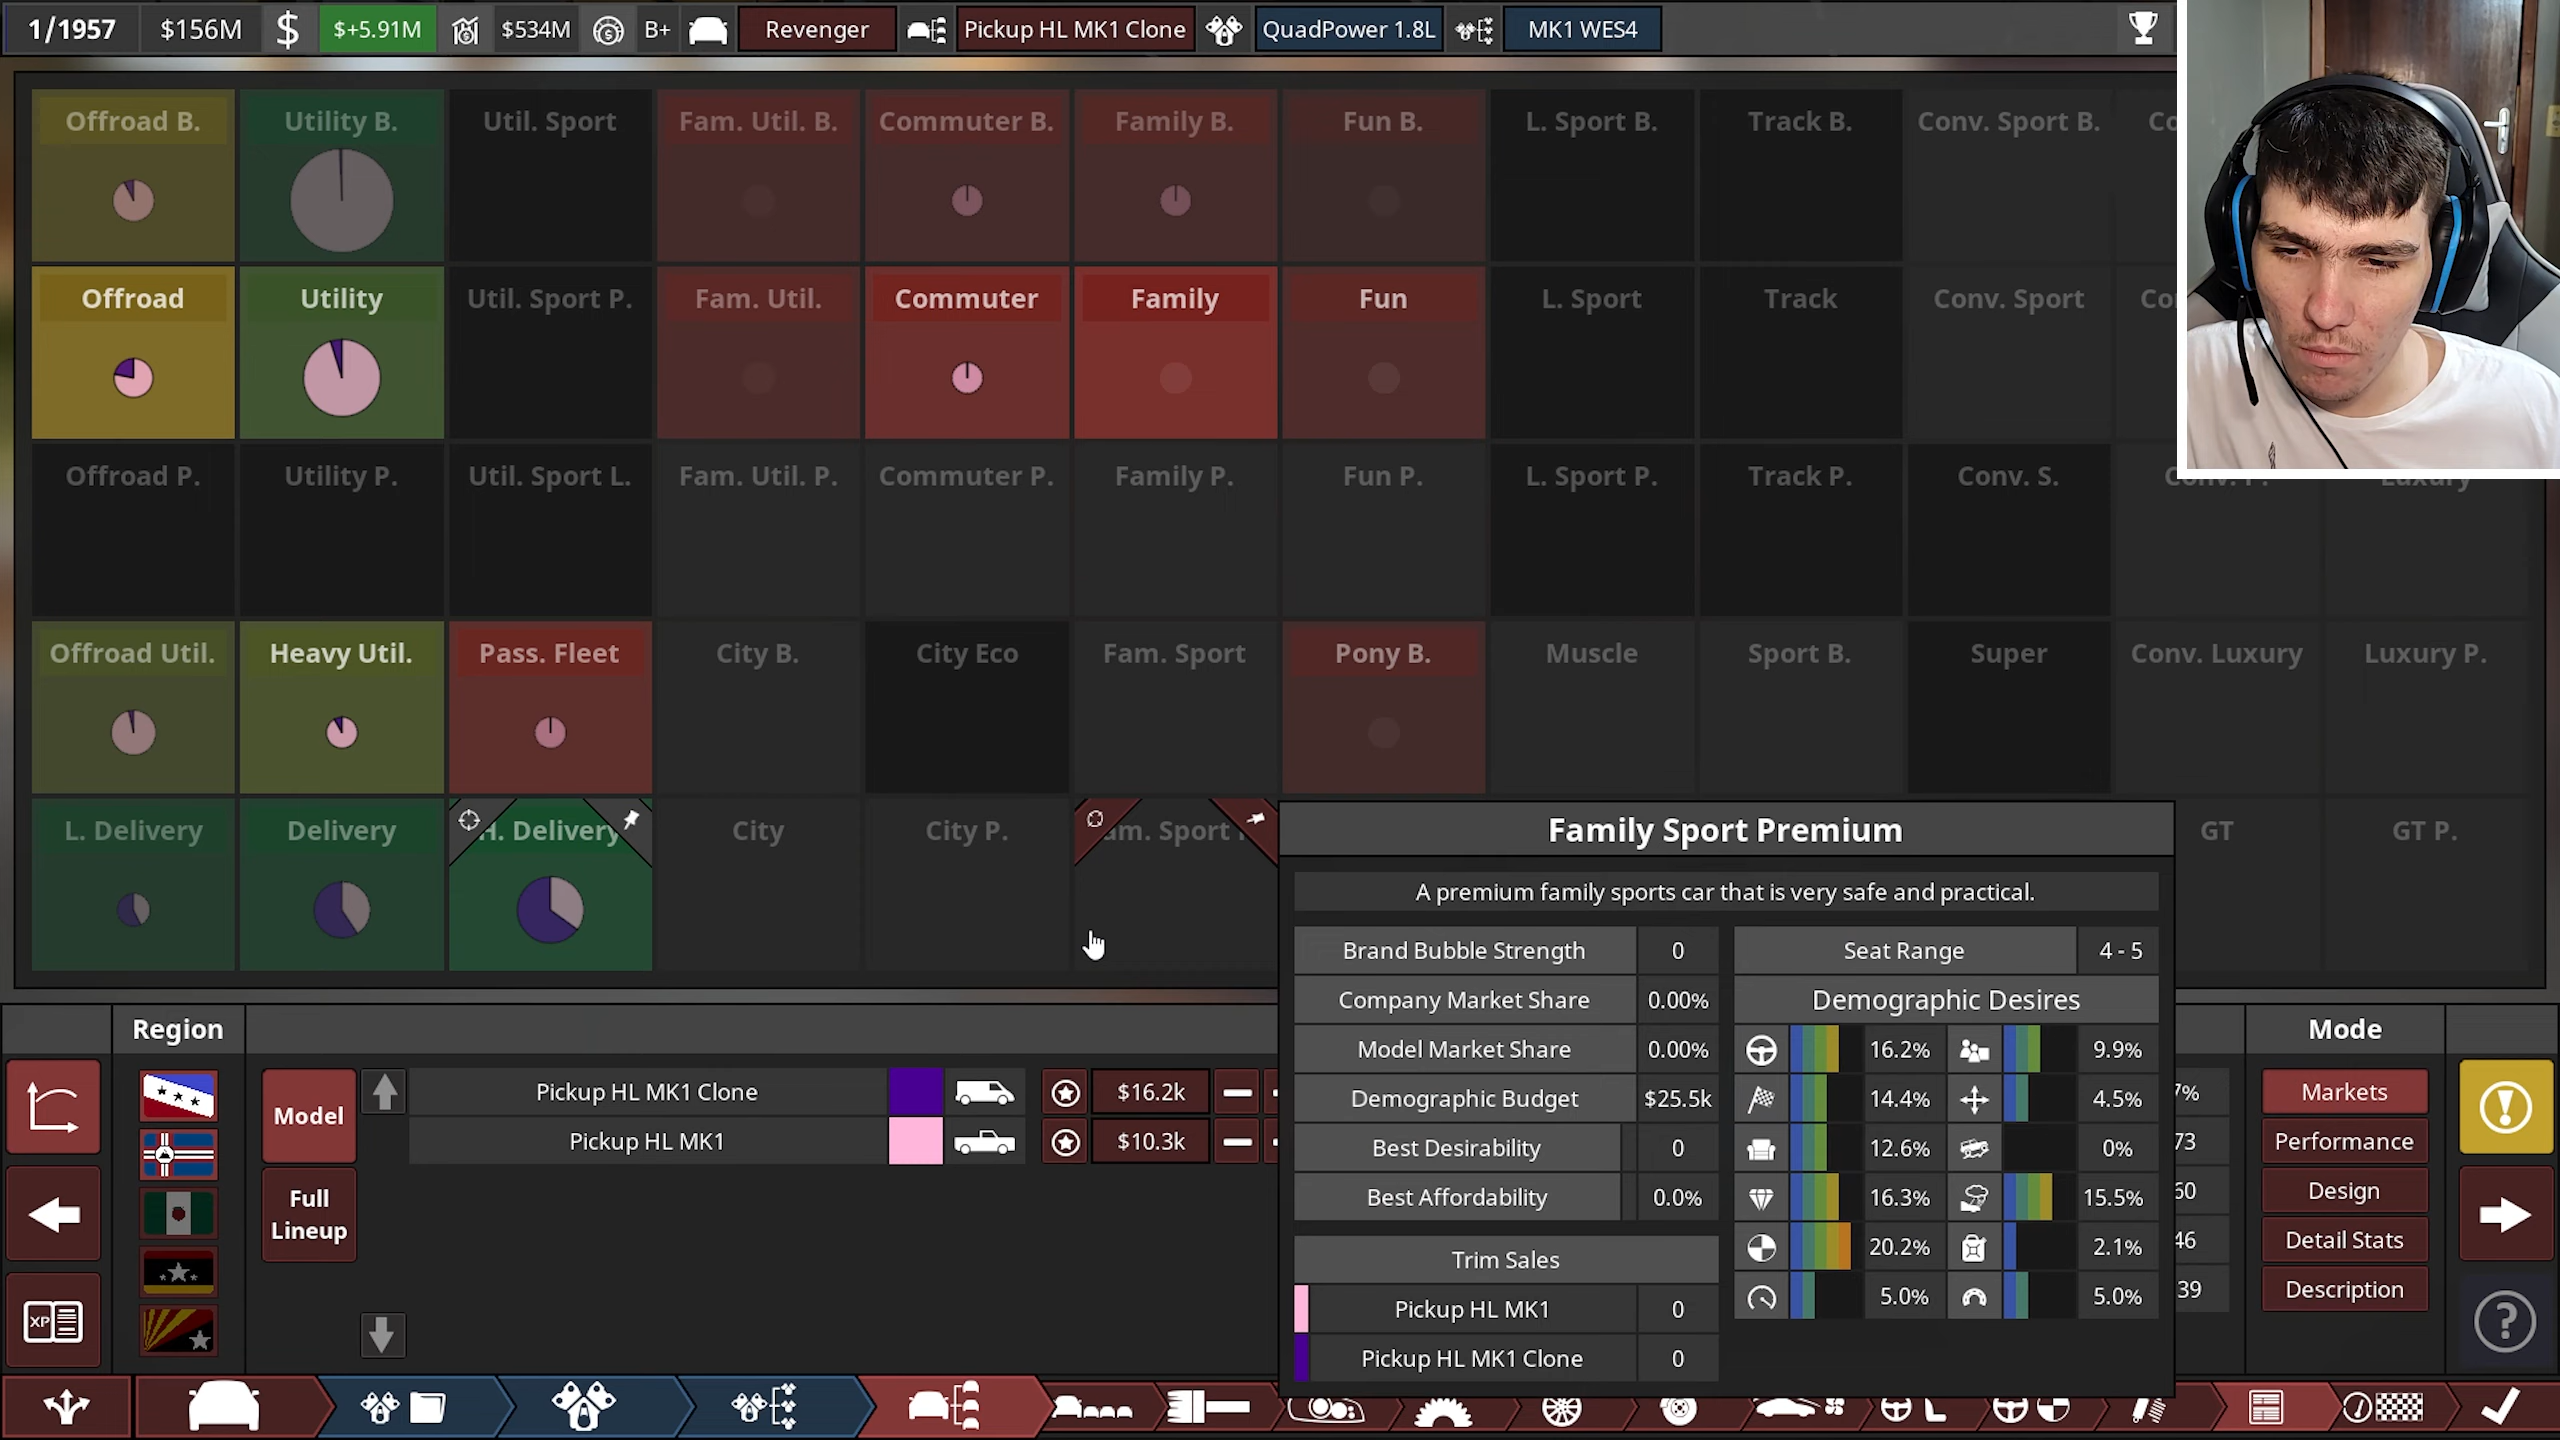 1/1957 $156M $+5.91M $534M B+ Revenger Pickup HL MK1 Clone QuadPower 1.8L MK1 WES4
Offroad B. Utility B. Util. Sport Fam. Util. B. Commuter B. Family B. Fun B. L. Sport B. Track B. Conv. Sport B.
Offroad Utility Util. Sport P. Fam. Util. Commuter Family Fun L. Sport Track Conv. Sport
Offroad P. Utility P. Util. Sport L. Fam. Util. P. Commuter P. Family P. Fun P. L. Sport P. Track P. Conv. S. Luxury
Offroad Util. Heavy Util. Pass. Fleet City B. City Eco Fam. Sport Pony B. Muscle Sport B. Super Conv. Luxury Luxury P.
L. Delivery Delivery H. Delivery City City P. GT GT P.
Family Sport Premium
A premium family sports car that is very safe and practical.
Brand Bubble Strength 0
Company Market Share 0.00%
Model Market Share 0.00%
Demographic Budget $25.5k
Best Desirability 0
Best Affordability 0.0%
Trim Sales
Pickup HL MK1 0
Pickup HL MK1 Clone 0
Seat Range 4 - 5
Demographic Desires
16.2% 9.9%
14.4% 4.5%
12.6% 0%
16.3% 15.5%
20.2% 2.1%
5.0% 5.0%
Region
Model
Full
Lineup
Pickup HL MK1 Clone $16.2k
Pickup HL MK1 $10.3k
XP
7%
73
60
46
39
Mode
Markets
Performance
Design
Detail Stats
Description
?